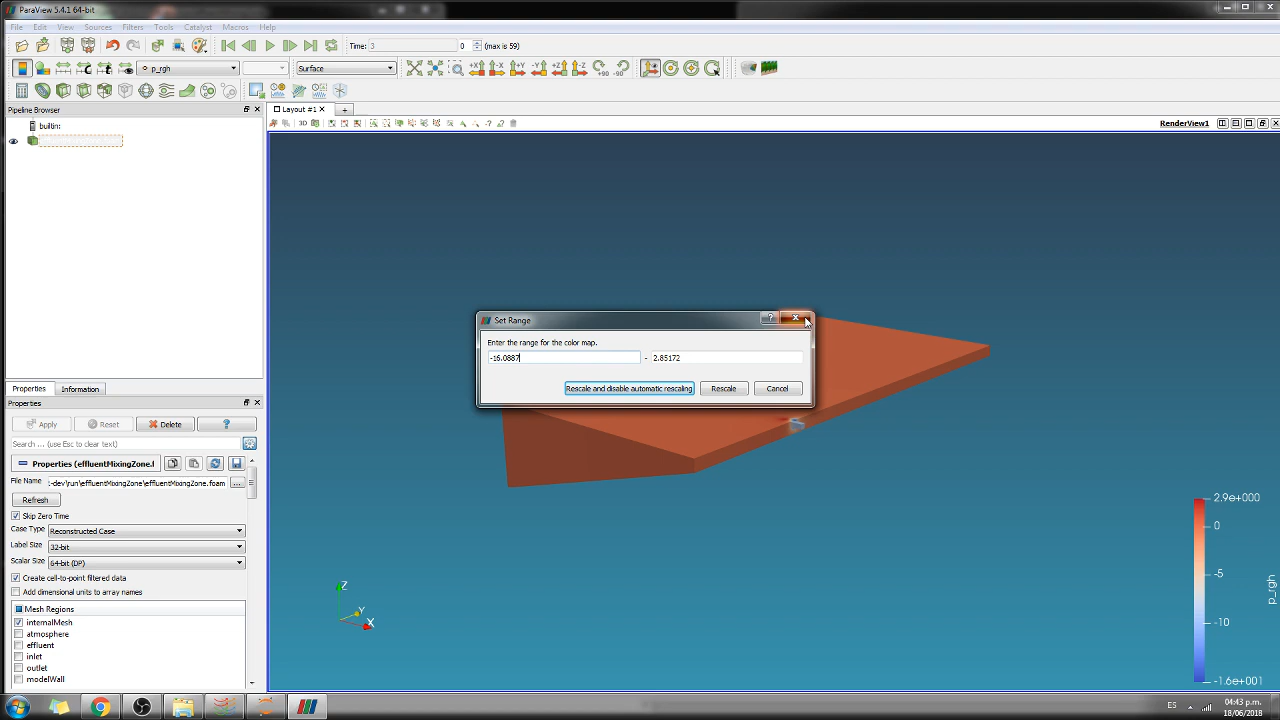 ParaView 5.4.1 64-bit
File Edit View Sources Filters Tools Catalyst Macros Help
Time: 3 0 (max is 59)
p_rgh Surface +X -X +Y -Y +Z -Z +90 -90
Pipeline Browser
Layout #1 +
builtin:
3D
RenderView1
Set Range
Enter the range for the color map.
-16.0887 - 2.85172
Rescale and disable automatic rescaling Rescale Cancel
Properties Information
Properties
Apply Reset Delete ?
Search ... (use Esc to clear text)
Properties (effluentMixingZone.f
File Name :-dev\run\effluentMixingZone\effluentMixingZone.foam ...
Refresh
Skip Zero Time
Case Type Reconstructed Case
Label Size 32-bit
Scalar Size 64-bit (DP)
Create cell-to-point filtered data
Add dimensional units to array names
Mesh Regions
internalMesh
atmosphere
effluent
inlet
outlet
modelWall
Z
Y
X
2.9e+000
0
-5
-10
-1.6e+001
p_rgh
ES
04:43 p.m.
18/06/2018